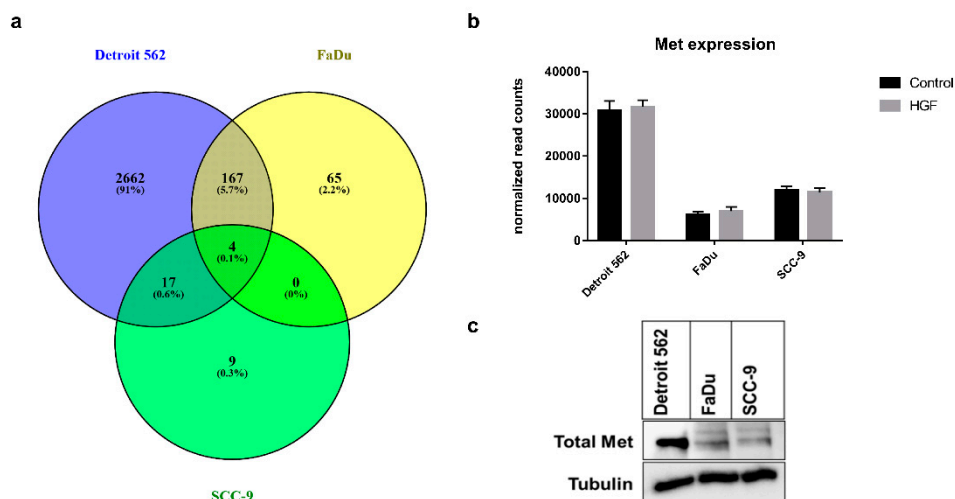 a
Detroit 562
FaDu
2662
(91%)
167
(5.7%)
65
(2.2%)
4
(0.1%)
17
(0.6%)
0
(0%)
9
(0.3%)
SCC-9
b
Met expression
normalized read counts
40000
30000
20000
10000
0
Detroit 562
FaDu
SCC-9
Control
HGF
c
Detroit 562
FaDu
SCC-9
Total Met
Tubulin